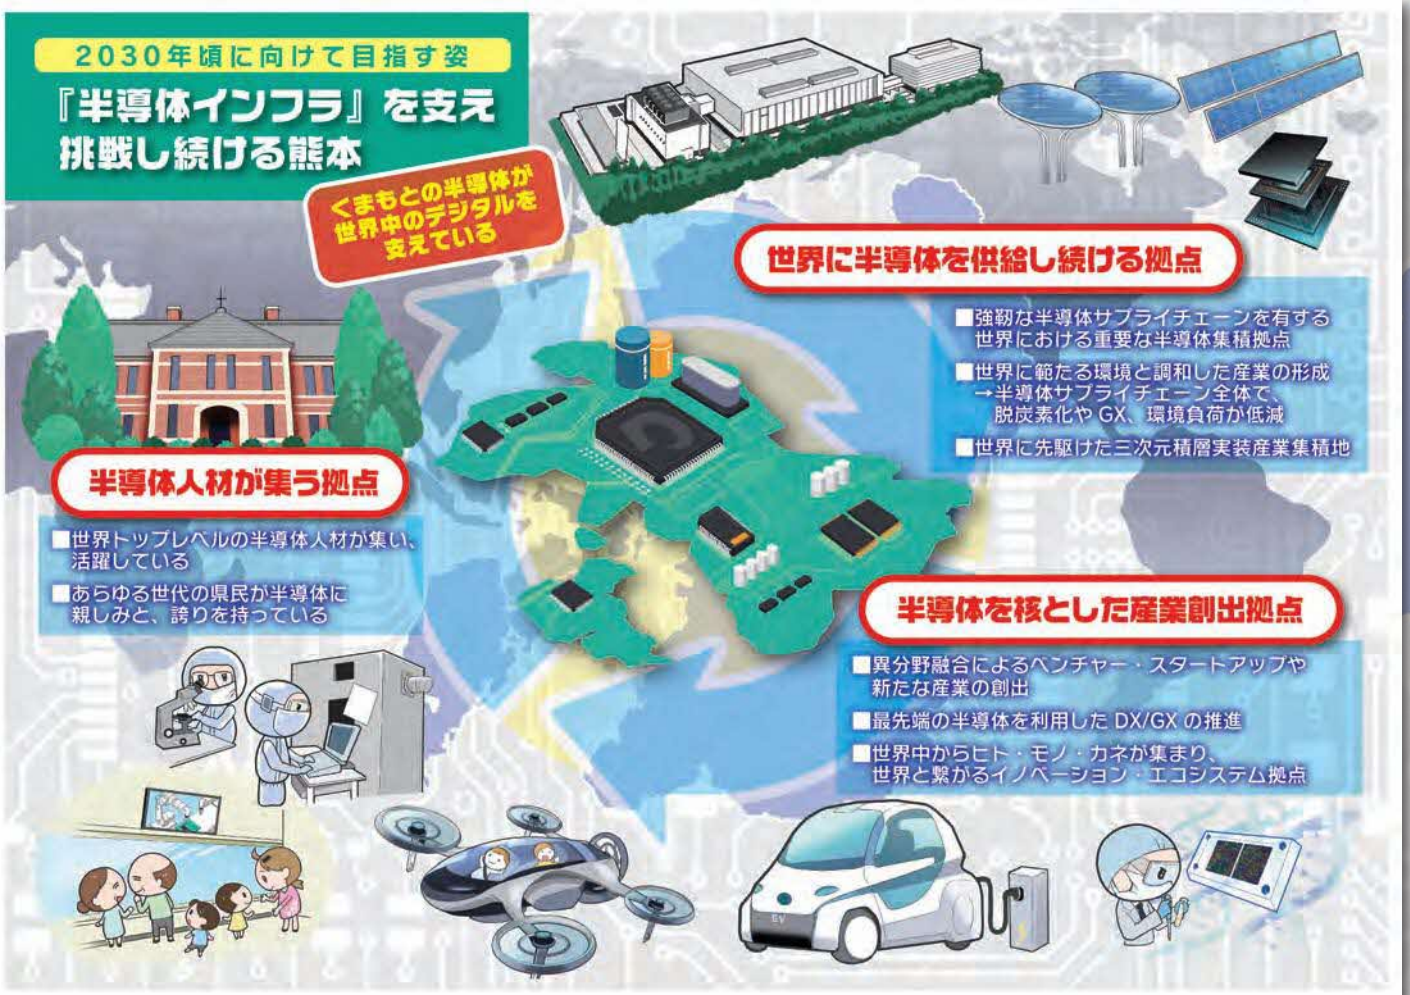 2030年頃に向けて目指す姿
『半導体インフラ』を支え
挑戦し続ける熊本
くまもとの半導体が
世界中のデジタルを
支えている
世界に半導体を供給し続ける拠点
■強靭な半導体サプライチェーンを有する
世界における重要な半導体集積拠点
■世界に範たる環境と調和した産業の形成
→半導体サプライチェーン全体で、
脱炭素化や GX、環境負荷が低減
■世界に先駆けた三次元積層実装産業集積地
半導体人材が集う拠点
■世界トップレベルの半導体人材が集い、
活躍している
■あらゆる世代の県民が半導体に
親しみと、誇りを持っている
半導体を核とした産業創出拠点
■異分野融合によるベンチャー・スタートアップや
新たな産業の創出
■最先端の半導体を利用した DX/GX の推進
■世界中からヒト・モノ・カネが集まり、
世界と繋がるイノベーション・エコシステム拠点
EV